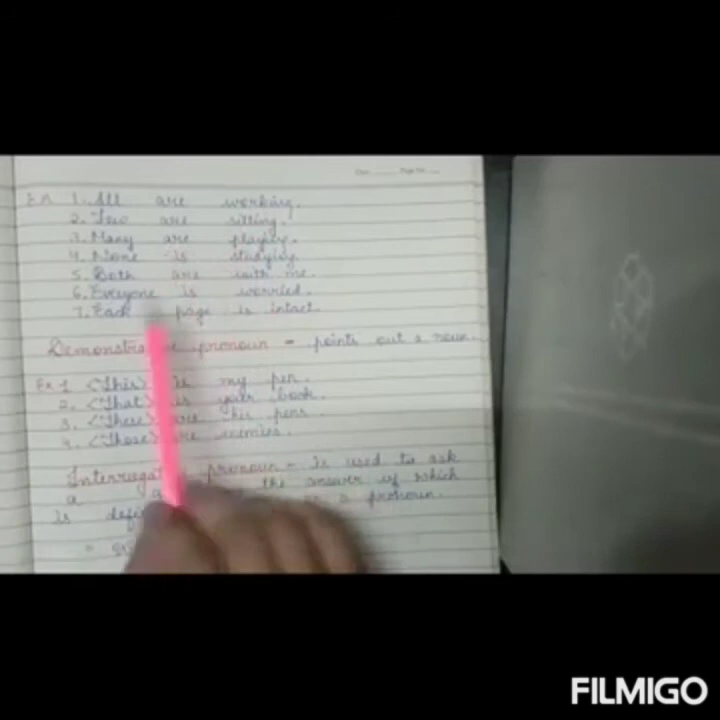 Ex 1. All are working.
2. Few are sitting.
3. Many are playing.
4. None is studying
5. Both are with me.
6. Everyone is worried.
7. Each page is intact.
pronoun - points out a noun.
Ex 1 <This> is my pen.
2. <That> is your book.
3. <These> are his pens.
4. <Those> are enemies.
pronoun - is used to ask
a the answer of which
is a pronoun.
FILMIGO